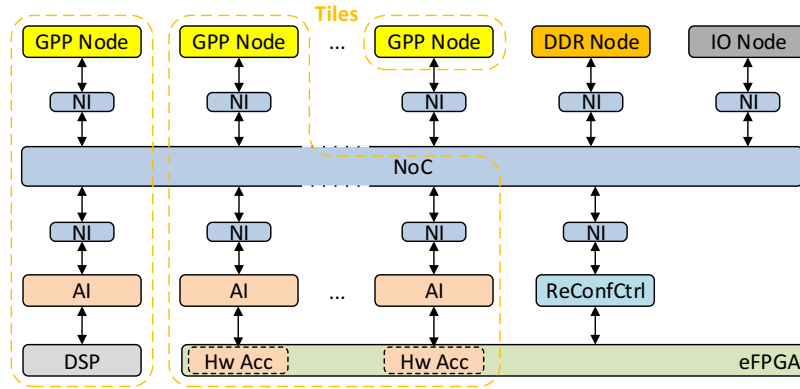 Tiles
GPP Node GPP Node ... GPP Node DDR Node IO Node
NI NI NI NI NI
NoC
NI NI NI NI
AI AI ... AI ReConfCtrl
DSP Hw Acc Hw Acc eFPGA